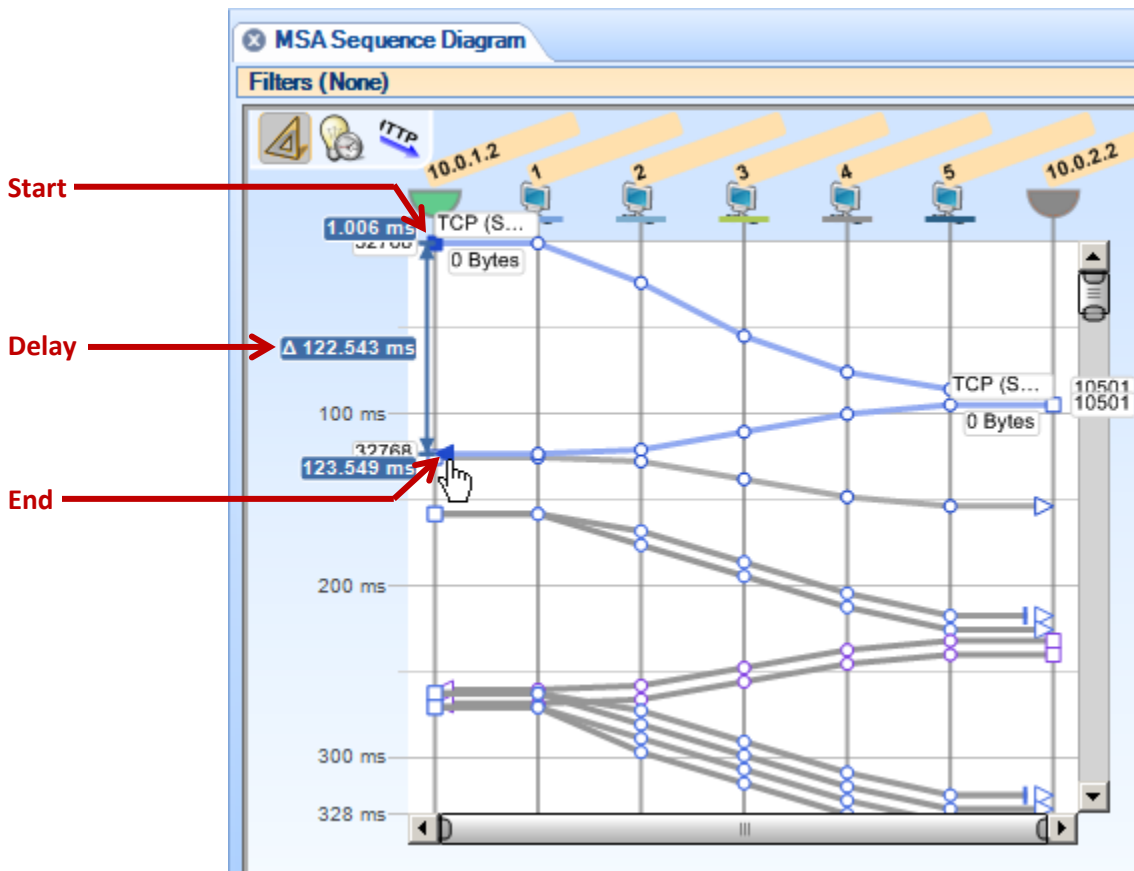 MSA Sequence Diagram
Filters (None)
HTTP
10.0.1.2
1
2
3
4
5
10.0.2.2
Start
1.006 ms
TCP (S...
32768
0 Bytes
Delay
Δ 122.543 ms
TCP (S...
10501
10501
100 ms
0 Bytes
32768
123.549 ms
End
200 ms
300 ms
328 ms